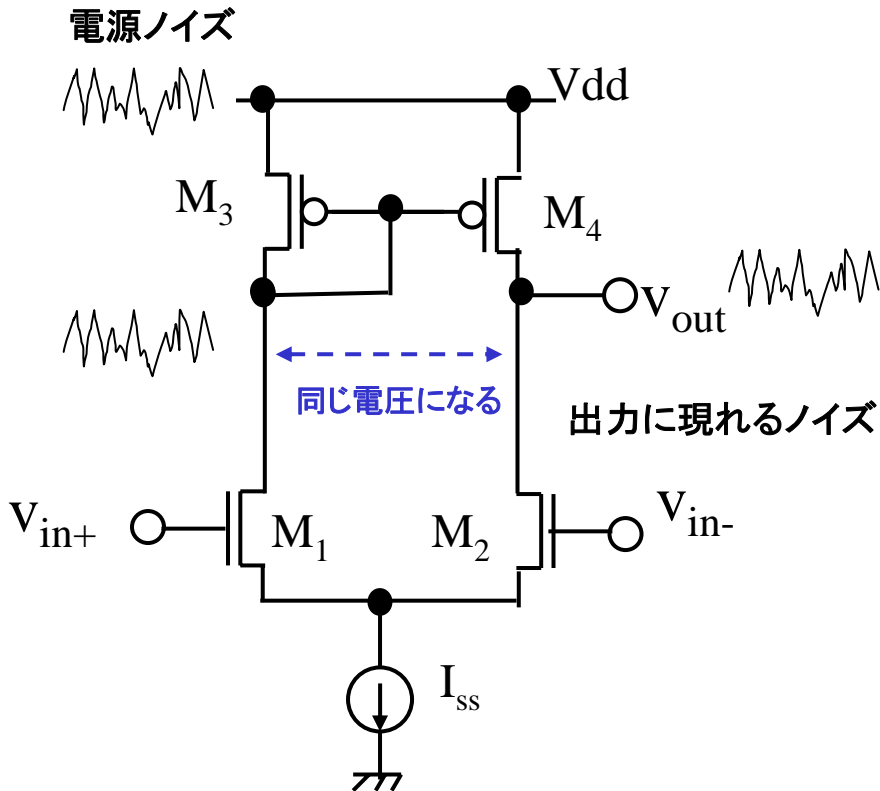 電源ノイズ
Vdd
M3
M4
vout
同じ電圧になる
出力に現れるノイズ
vin+
M1
M2
vin-
Iss